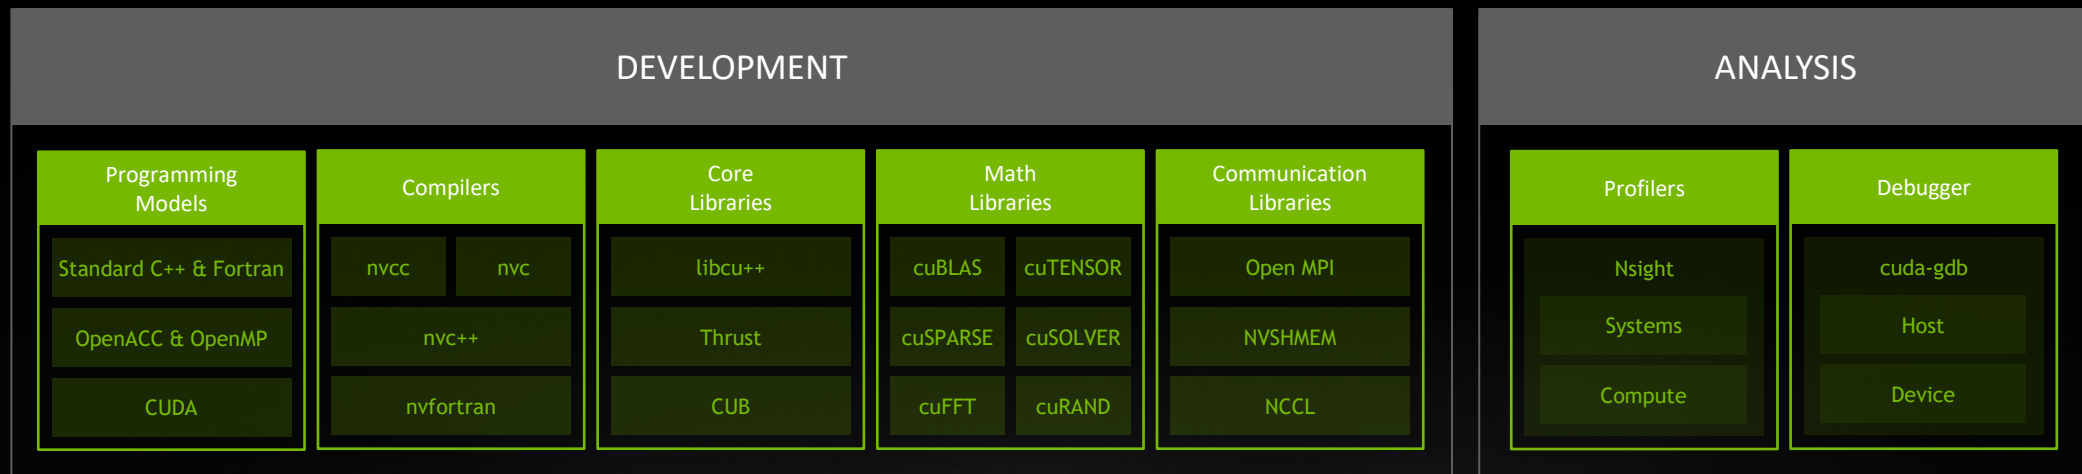 DEVELOPMENT
Programming
Models
Standard C++ & Fortran
OpenACC & OpenMP
CUDA
Compilers
nvcc
nvc
nvc++
nvfortran
Core
Libraries
libcu++
Thrust
CUB
Math
Libraries
cuBLAS
cuTENSOR
cuSPARSE
cuSOLVER
cuFFT
cuRAND
Communication
Libraries
Open MPI
NVSHMEM
NCCL
ANALYSIS
Profilers
Nsight
Systems
Compute
Debugger
cuda-gdb
Host
Device